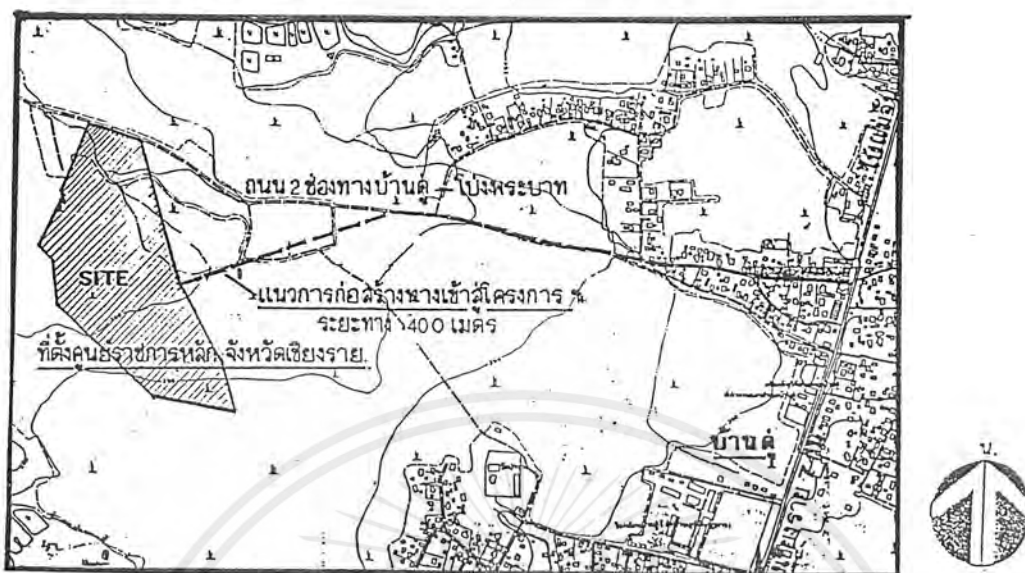 ถนน 2 ช่องทางบ้านดู่ – โป่งพระบาท
SITE
แนวการก่อสร้างทางเข้าสู่โครงการ
ระยะทาง 1400 เมตร
ที่ตั้งศูนย์ราชการหลัก จังหวัดเชียงราย.
บ้านดู่
น.